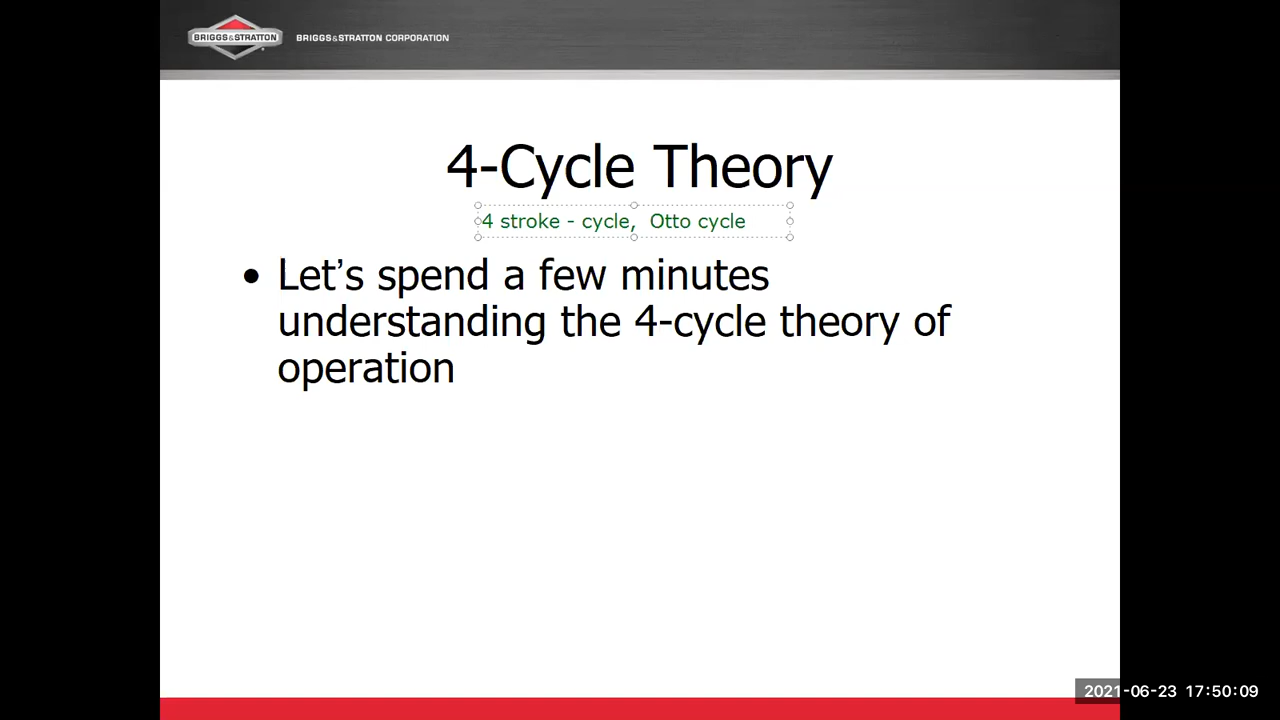 BRIGGS&STRATTON
BRIGGS&STRATTON CORPORATION
4-Cycle Theory
4 stroke - cycle,  Otto cycle
• Let’s spend a few minutes
understanding the 4-cycle theory of
operation
2021-06-23 17:50:09